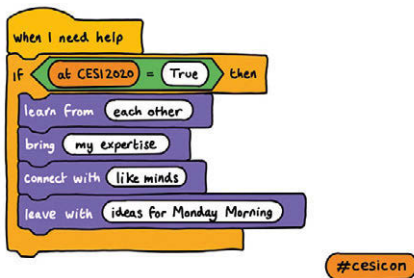 when I need help
if at CESI2020 = True then
learn from each other
bring my expertise
connect with like minds
leave with ideas for Monday Morning
#cesicon